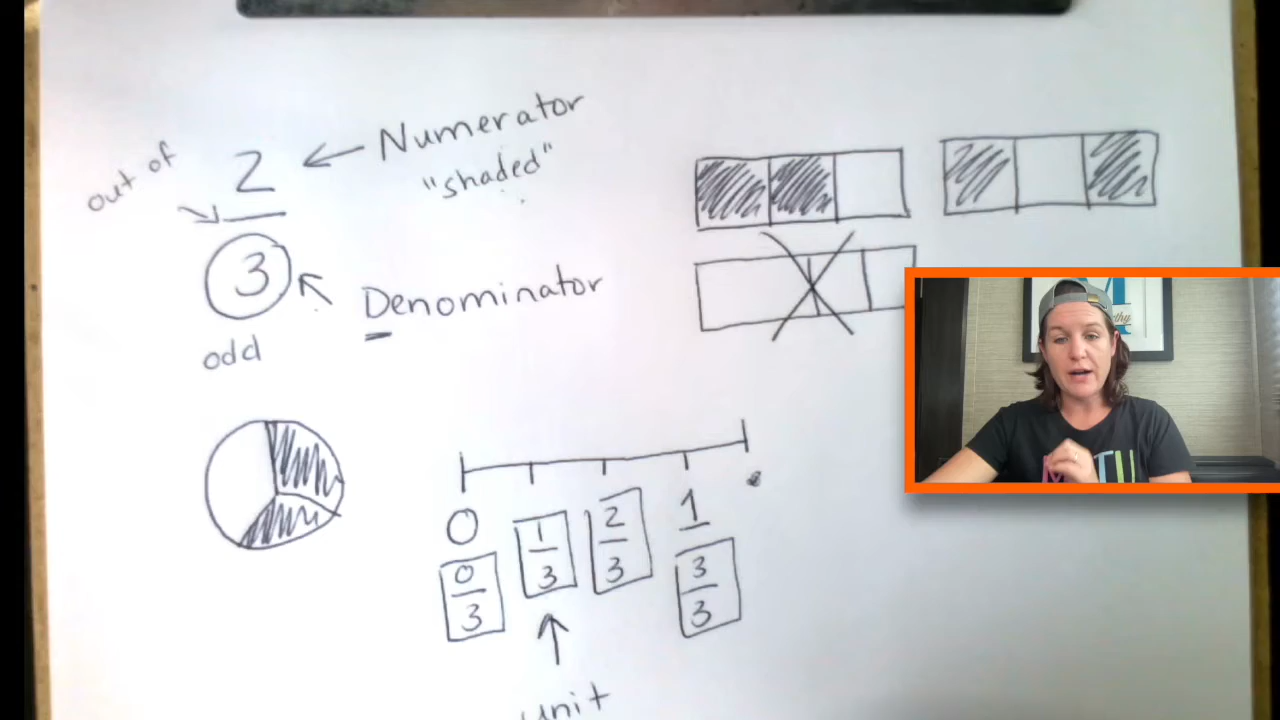 out of
2
← Numerator
"shaded"
3
Denominator
odd
0
1
0/3
1/3
2/3
3/3
unit